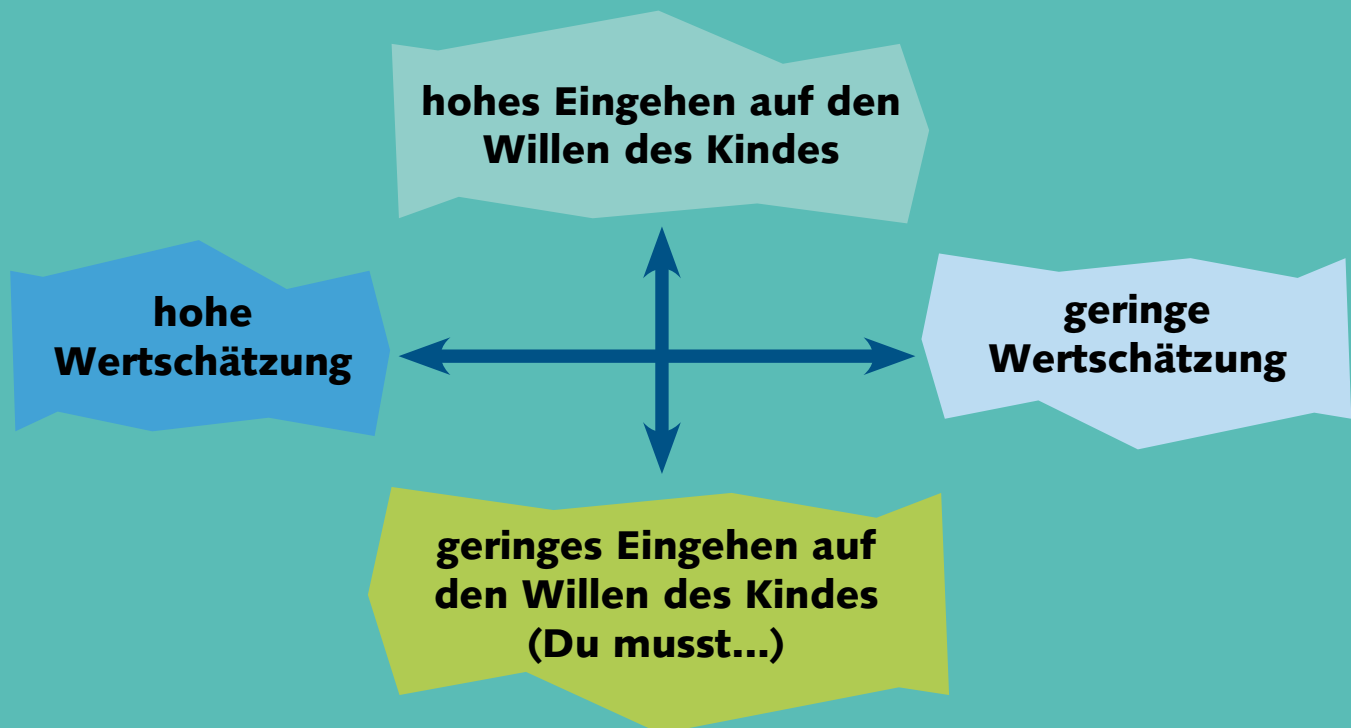 hohes Eingehen auf den
Willen des Kindes
hohe
Wertschätzung
geringe
Wertschätzung
geringes Eingehen auf
den Willen des Kindes
(Du musst...)